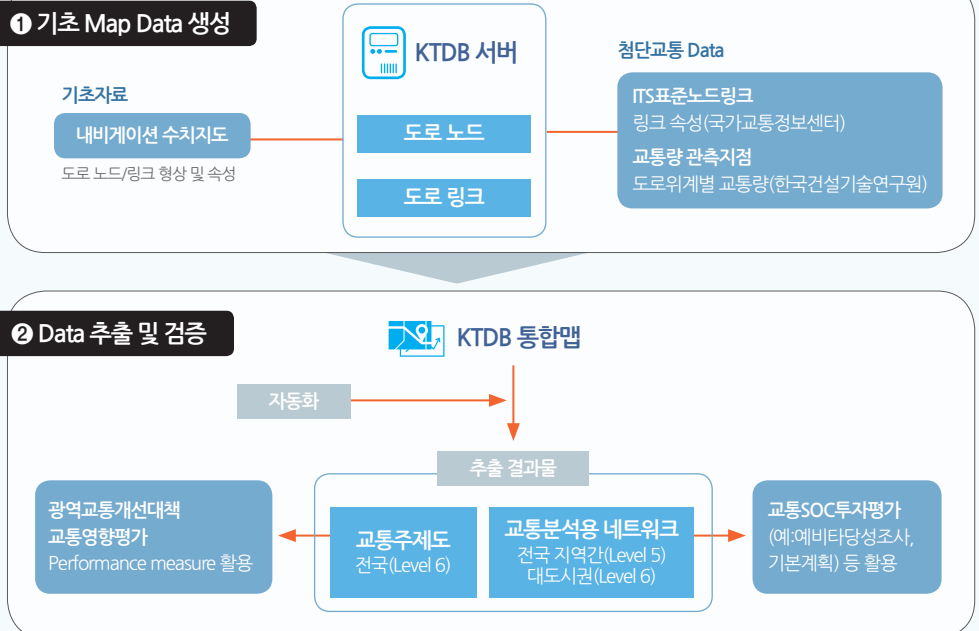 ❶ 기초 Map Data 생성
KTDB 서버
첨단교통 Data
기초자료
내비게이션 수치지도
도로 노드/링크 형상 및 속성
도로 노드
도로 링크
ITS표준노드링크
링크 속성(국가교통정보센터)
교통량 관측지점
도로위계별 교통량(한국건설기술연구원)
❷ Data 추출 및 검증
KTDB 통합맵
자동화
추출 결과물
광역교통개선대책
교통영향평가
Performance measure 활용
교통주제도
전국(Level 6)
교통분석용 네트워크
전국 지역간(Level 5)
대도시권(Level 6)
교통SOC투자평가
(예:예비타당성조사,
기본계획) 등 활용